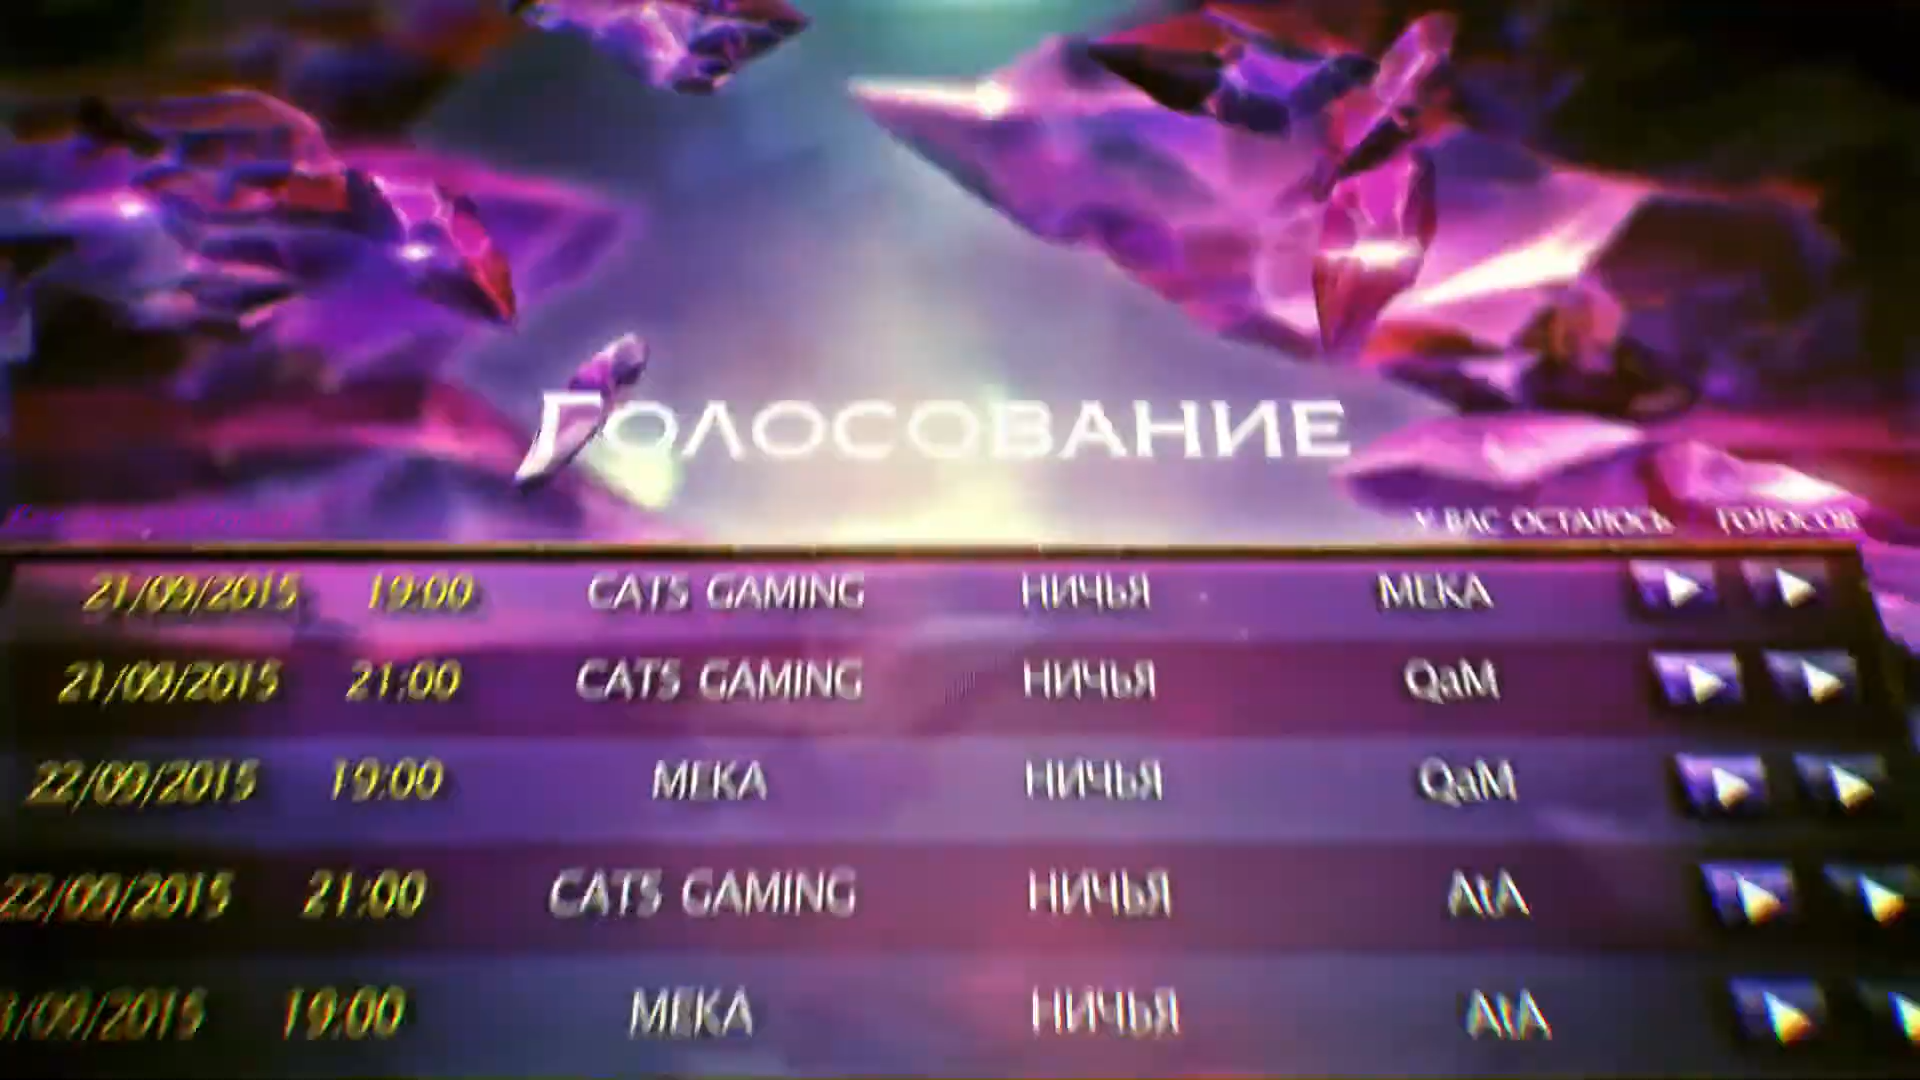 Голосование
У ВАС ОСТАЛОСЬ ГОЛОСОВ
21/09/2015 19:00 CATS GAMING НИЧЬЯ MEKA
21/09/2015 21:00 CATS GAMING НИЧЬЯ QaM
22/09/2015 19:00 MEKA НИЧЬЯ QaM
22/09/2015 21:00 CATS GAMING НИЧЬЯ AtA
/09/2015 19:00 MEKA НИЧЬЯ AtA